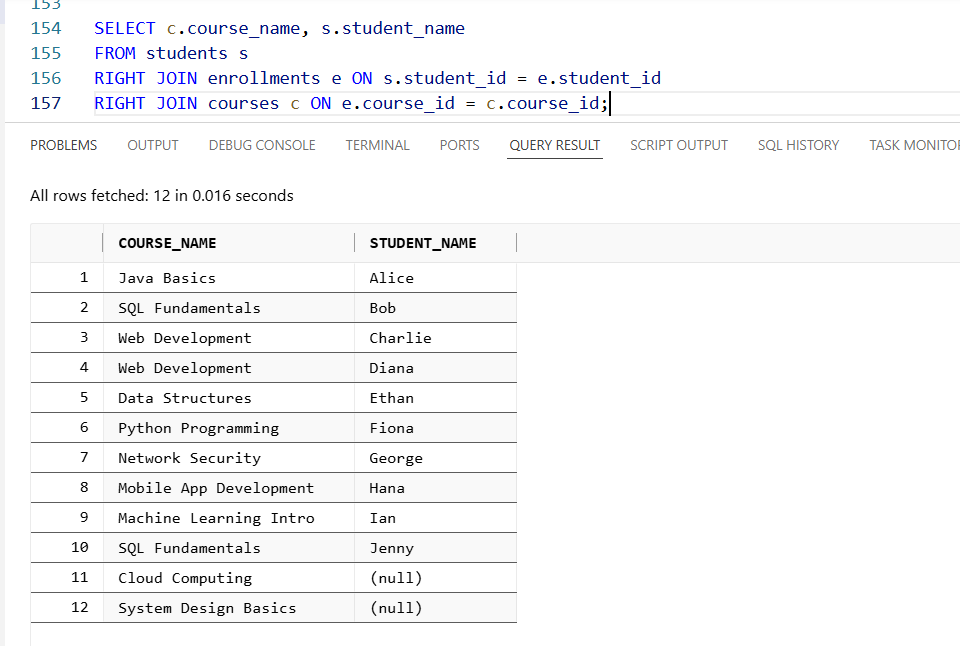 153
154 SELECT c.course_name, s.student_name
155 FROM students s
156 RIGHT JOIN enrollments e ON s.student_id = e.student_id
157 RIGHT JOIN courses c ON e.course_id = c.course_id;
PROBLEMS OUTPUT DEBUG CONSOLE TERMINAL PORTS QUERY RESULT SCRIPT OUTPUT SQL HISTORY TASK MONITOR
All rows fetched: 12 in 0.016 seconds
COURSE_NAME STUDENT_NAME
1 Java Basics Alice
2 SQL Fundamentals Bob
3 Web Development Charlie
4 Web Development Diana
5 Data Structures Ethan
6 Python Programming Fiona
7 Network Security George
8 Mobile App Development Hana
9 Machine Learning Intro Ian
10 SQL Fundamentals Jenny
11 Cloud Computing (null)
12 System Design Basics (null)